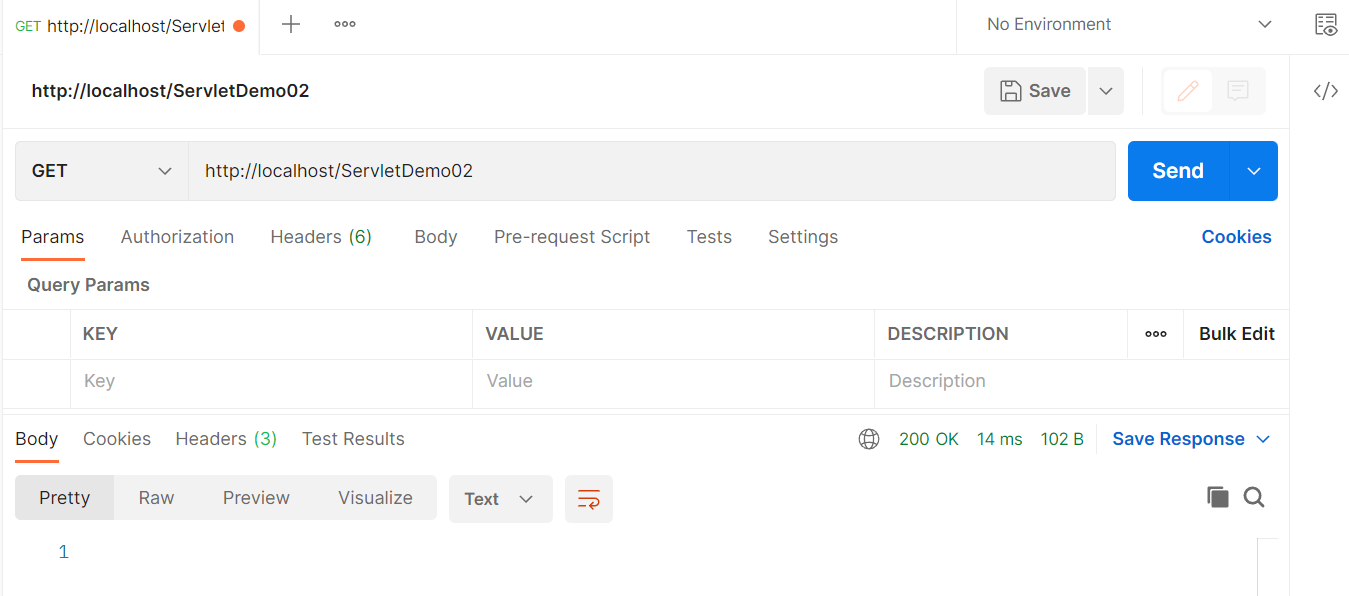 GET http://localhost/Servlet No Environment
http://localhost/ServletDemo02 Save
GET http://localhost/ServletDemo02 Send
Params Authorization Headers (6) Body Pre-request Script Tests Settings Cookies
Query Params
KEY VALUE DESCRIPTION Bulk Edit
Key Value Description
Body Cookies Headers (3) Test Results 200 OK 14 ms 102 B Save Response
Pretty Raw Preview Visualize Text
1